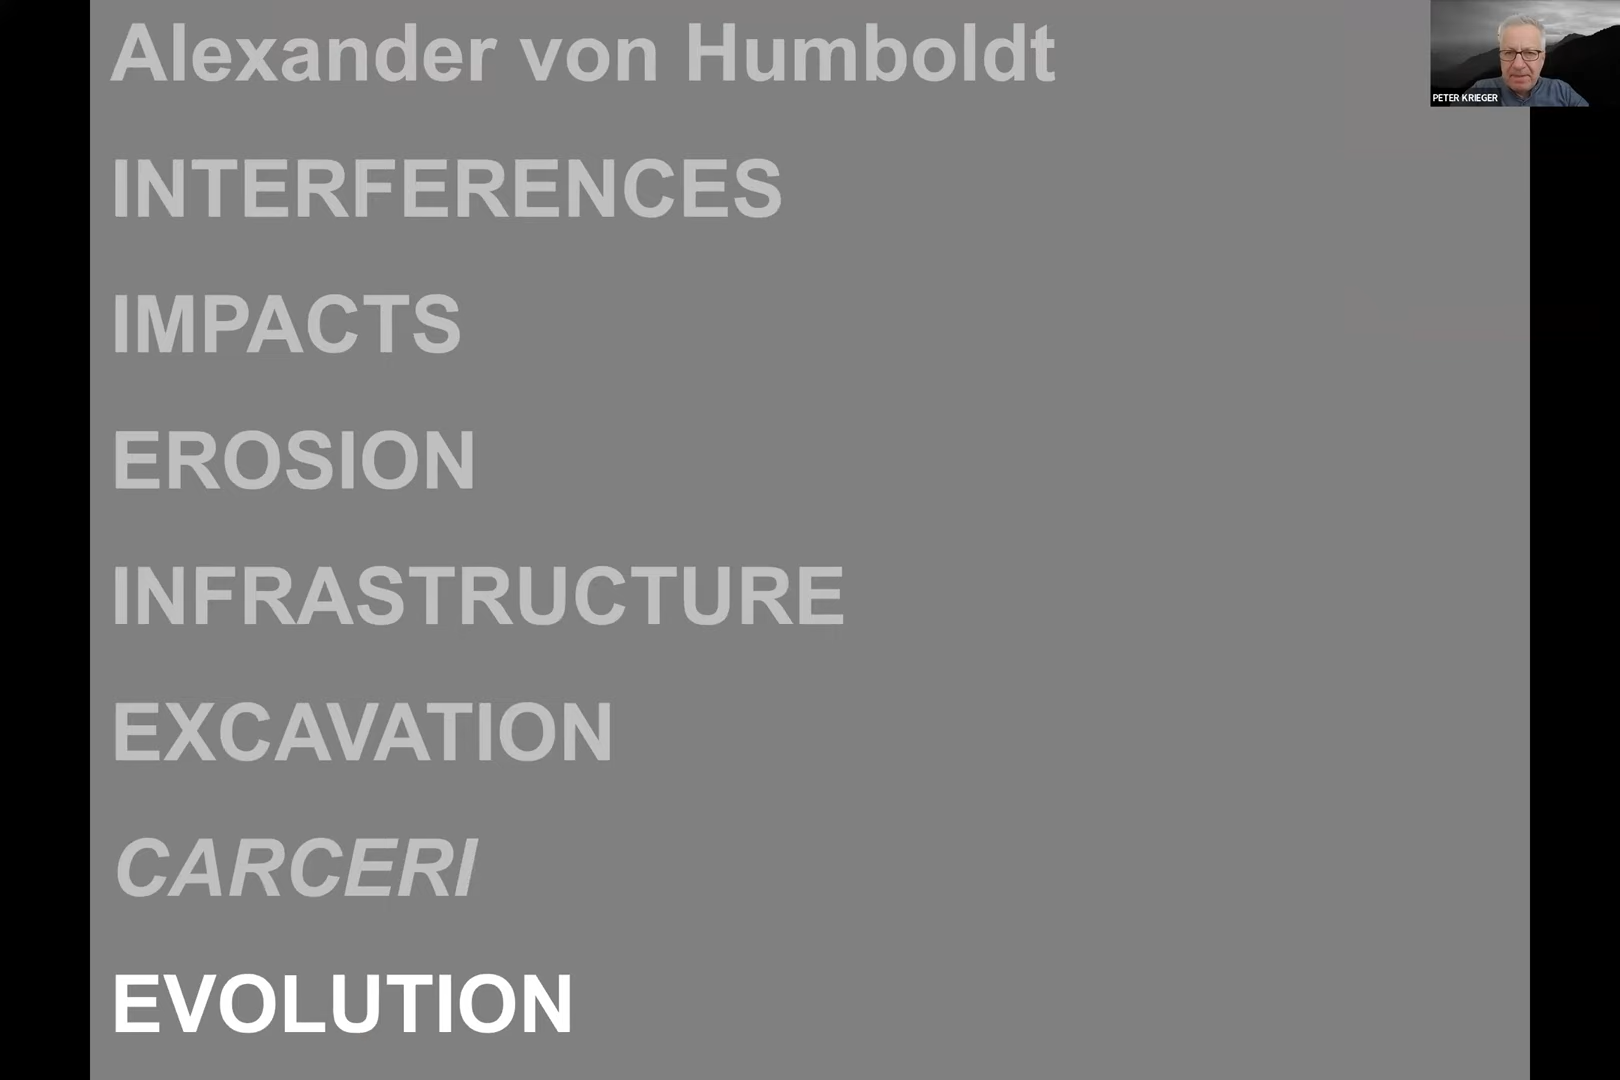 Alexander von Humboldt
PETER KRIEGER
INTERFERENCES
IMPACTS
EROSION
INFRASTRUCTURE
EXCAVATION
CARCERI
EVOLUTION